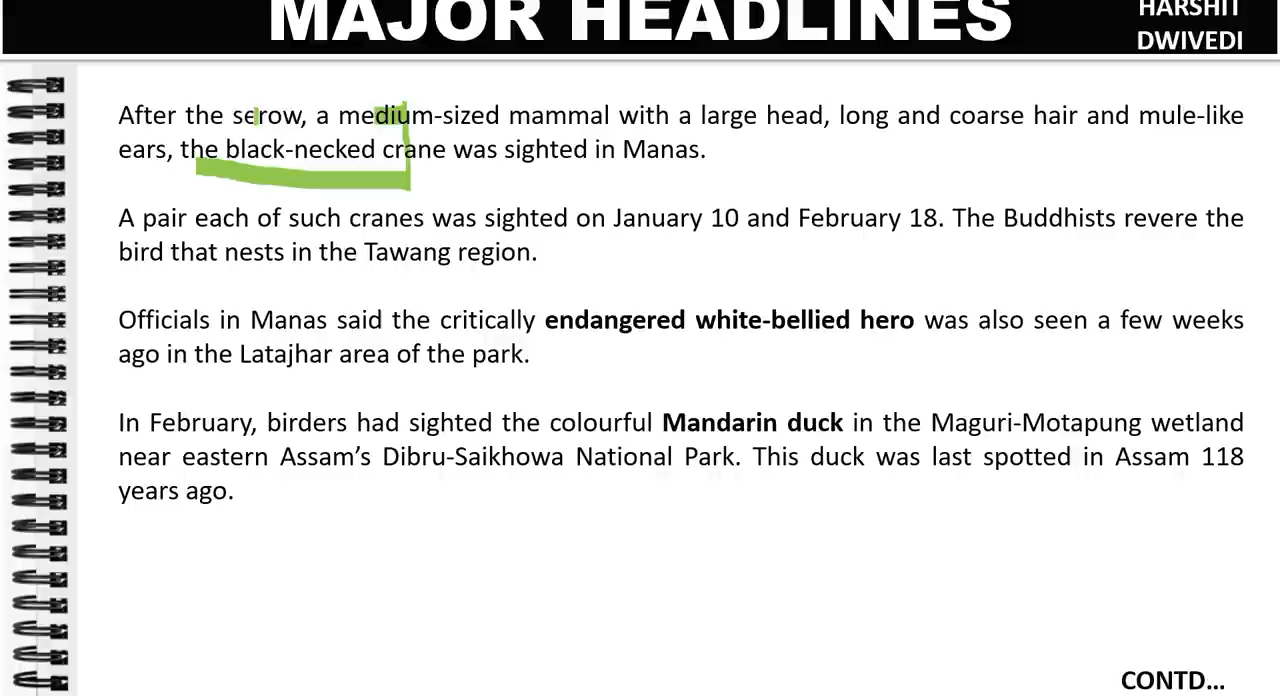 MAJOR HEADLINES
HARSHIT
DWIVEDI
After the serow, a medium-sized mammal with a large head, long and coarse hair and mule-like
ears, the black-necked crane was sighted in Manas.
A pair each of such cranes was sighted on January 10 and February 18. The Buddhists revere the
bird that nests in the Tawang region.
Officials in Manas said the critically endangered white-bellied hero was also seen a few weeks
ago in the Latajhar area of the park.
In February, birders had sighted the colourful Mandarin duck in the Maguri-Motapung wetland
near eastern Assam’s Dibru-Saikhowa National Park. This duck was last spotted in Assam 118
years ago.
CONTD...